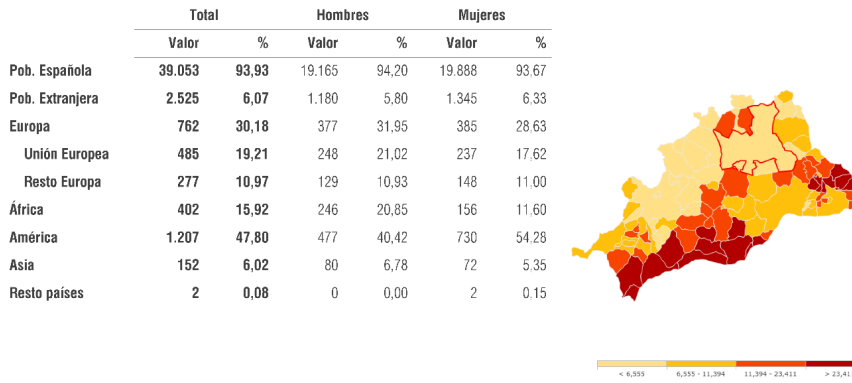 Total Hombres Mujeres
Valor % Valor % Valor %
Pob. Española 39.053 93,93 19.165 94,20 19.888 93,67
Pob. Extranjera 2.525 6,07 1.180 5,80 1.345 6,33
Europa 762 30,18 377 31,95 385 28,63
Unión Europea 485 19,21 248 21,02 237 17,62
Resto Europa 277 10,97 129 10,93 148 11,00
África 402 15,92 246 20,85 156 11,60
América 1.207 47,80 477 40,42 730 54,28
Asia 152 6,02 80 6,78 72 5,35
Resto países 2 0,08 0 0,00 2 0,15
< 6,555 6,555 - 11,394 11,394 - 23,411 > 23,41